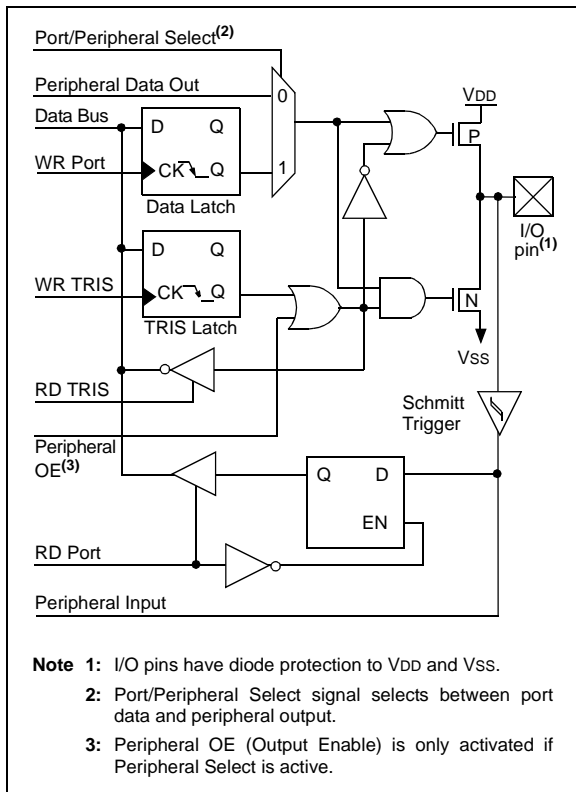 Port/Peripheral Select(2)
Peripheral Data Out
0
VDD
Data Bus
D Q
P
WR Port
CK Q
1
Data Latch
I/O
pin(1)
D Q
WR TRIS
CK Q
N
TRIS Latch
VSS
RD TRIS
Schmitt
Trigger
Peripheral
OE(3)
Q D
EN
RD Port
Peripheral Input
Note 1: I/O pins have diode protection to VDD and VSS.
2: Port/Peripheral Select signal selects between port
data and peripheral output.
3: Peripheral OE (Output Enable) is only activated if
Peripheral Select is active.